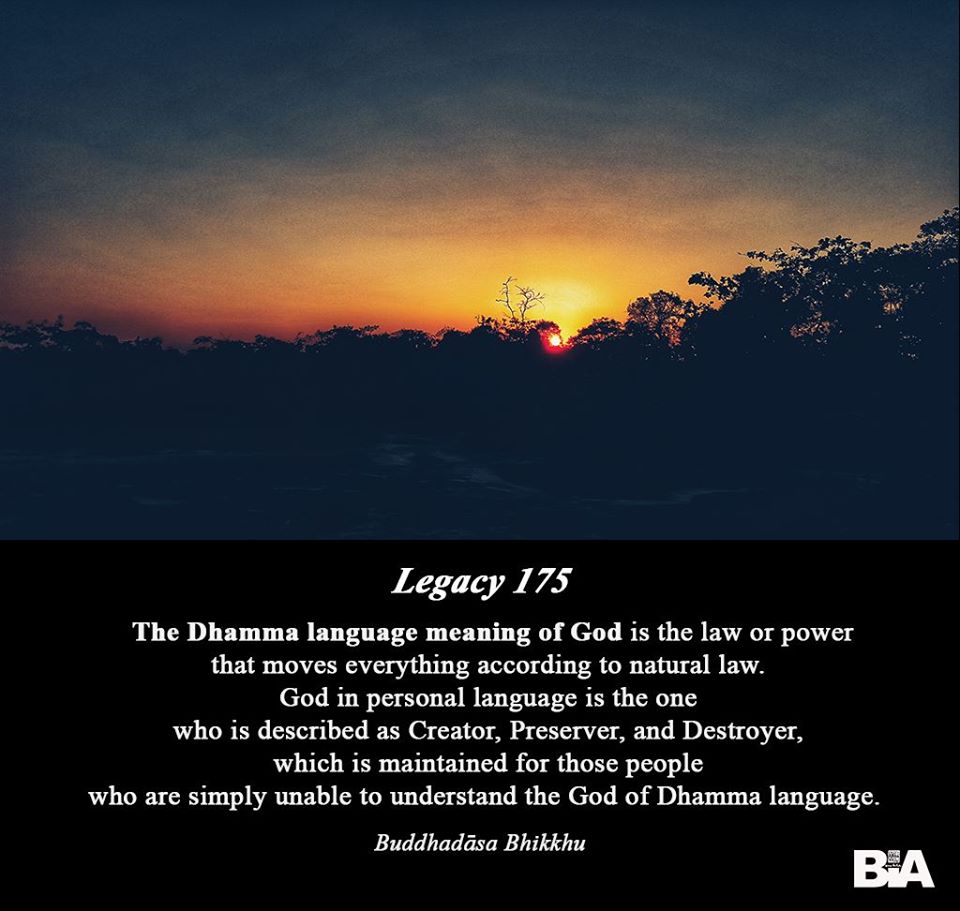 Legacy 175
The Dhamma language meaning of God is the law or power
that moves everything according to natural law.
God in personal language is the one
who is described as Creator, Preserver, and Destroyer,
which is maintained for those people
who are simply unable to understand the God of Dhamma language.
Buddhadāsa Bhikkhu
BIA